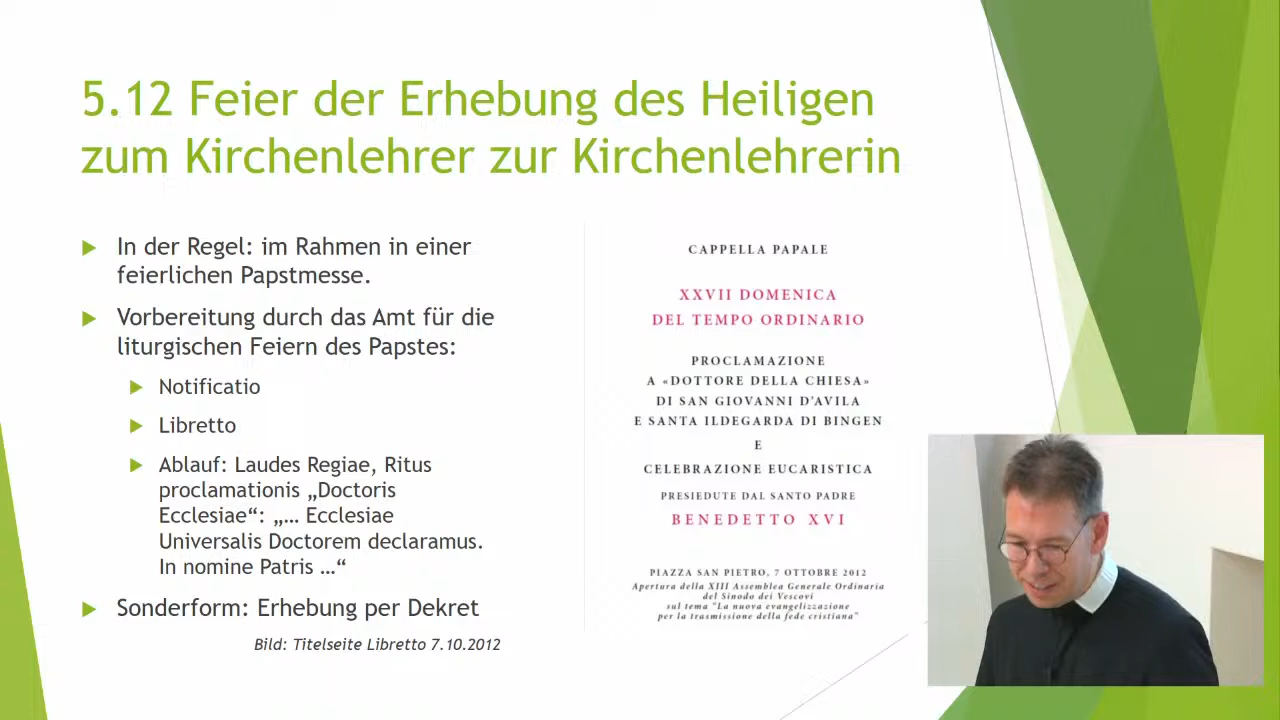 5.12 Feier der Erhebung des Heiligen
zum Kirchenlehrer zur Kirchenlehrerin
In der Regel: im Rahmen in einer
feierlichen Papstmesse.
Vorbereitung durch das Amt für die
liturgischen Feiern des Papstes:
Notificatio
Libretto
Ablauf: Laudes Regiae, Ritus
proclamationis „Doctoris
Ecclesiae“: „… Ecclesiae
Universalis Doctorem declaramus.
In nomine Patris …“
Sonderform: Erhebung per Dekret
Bild: Titelseite Libretto 7.10.2012
CAPPELLA PAPALE
XXVII DOMENICA
DEL TEMPO ORDINARIO
PROCLAMAZIONE
A «DOTTORE DELLA CHIESA»
DI SAN GIOVANNI D'AVILA
E SANTA ILDEGARDA DI BINGEN
E
CELEBRAZIONE EUCARISTICA
PRESIEDUTE DAL SANTO PADRE
BENEDETTO XVI
PIAZZA SAN PIETRO, 7 OTTOBRE 2012
Apertura della XIII Assemblea Generale Ordinaria
del Sinodo dei Vescovi
sul tema "La nuova evangelizzazione
per la trasmissione della fede cristiana"